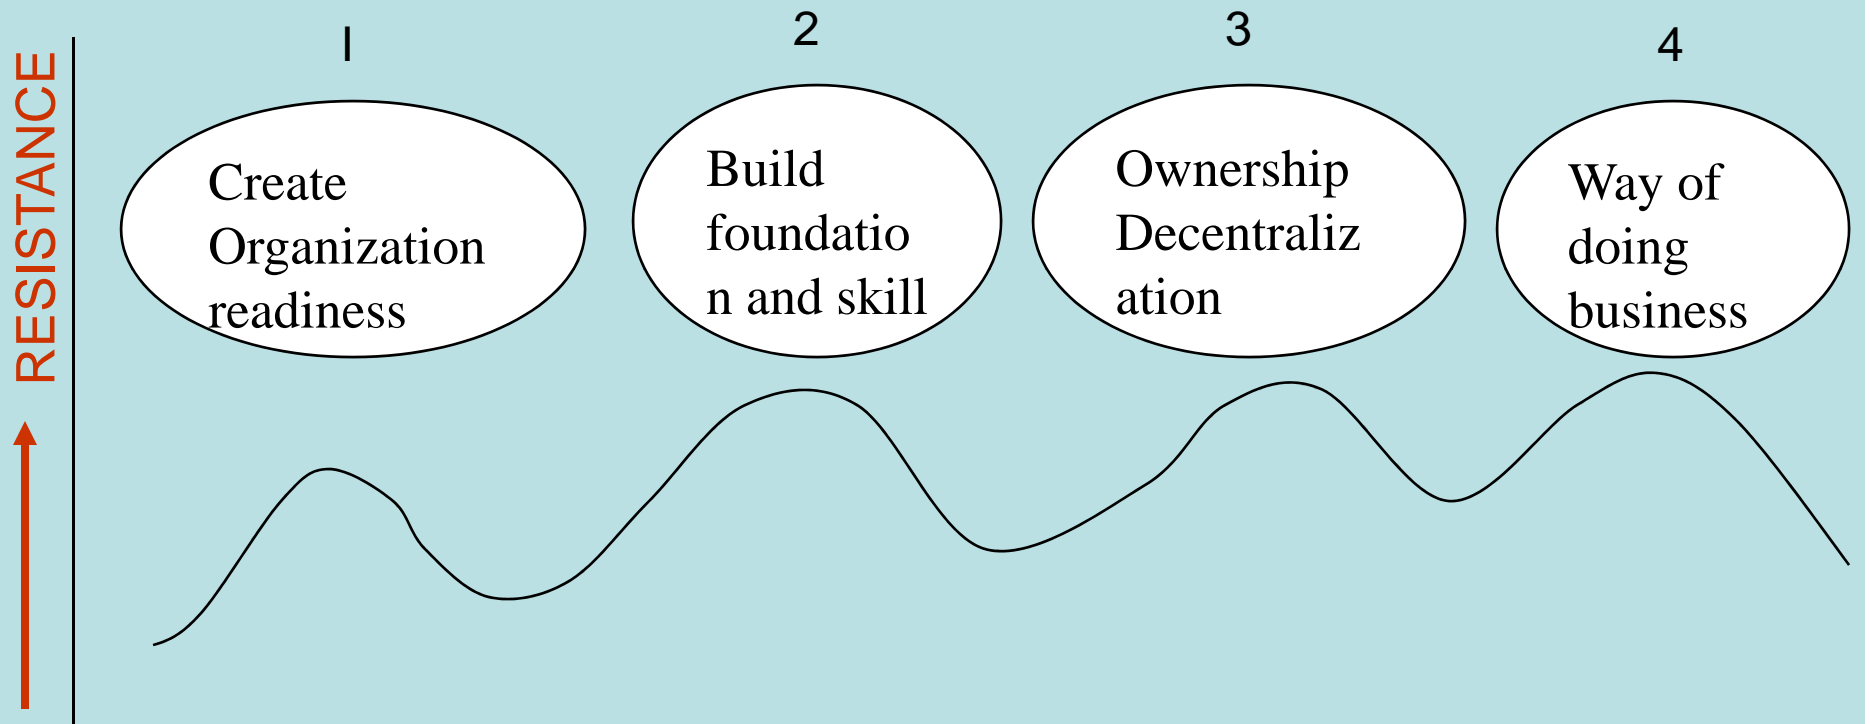 RESISTANCE
I
2
3
4
Create
Organization
readiness
Build
foundatio
n and skill
Ownership
Decentraliz
ation
Way of
doing
business